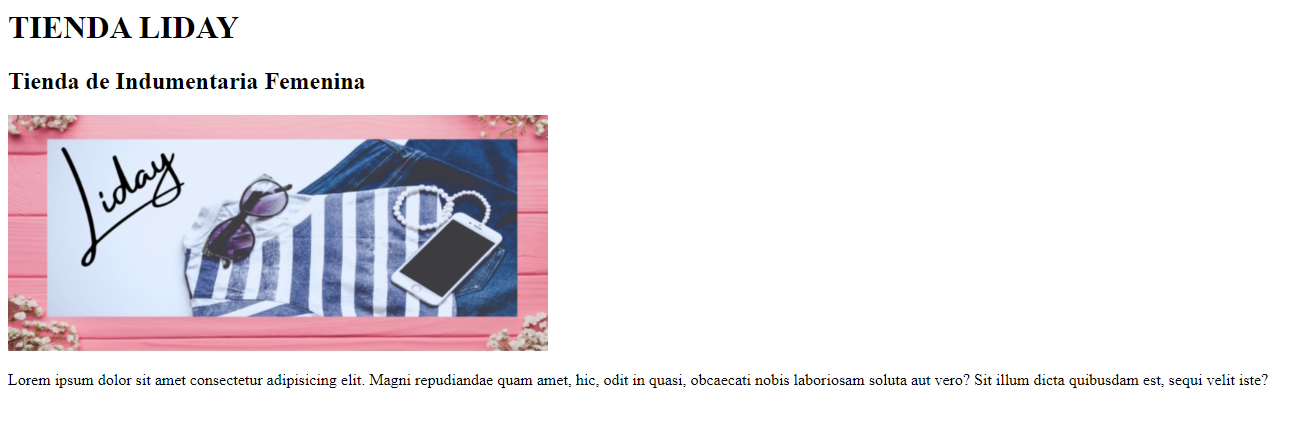 TIENDA LIDAY
Tienda de Indumentaria Femenina
Liday
Lorem ipsum dolor sit amet consectetur adipisicing elit. Magni repudiandae quam amet, hic, odit in quasi, obcaecati nobis laboriosam soluta aut vero? Sit illum dicta quibusdam est, sequi velit iste?